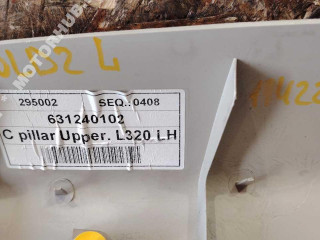 MOTORHUB
295002 SEQ.:0408
631240102
C pillar Upper. L320 LH